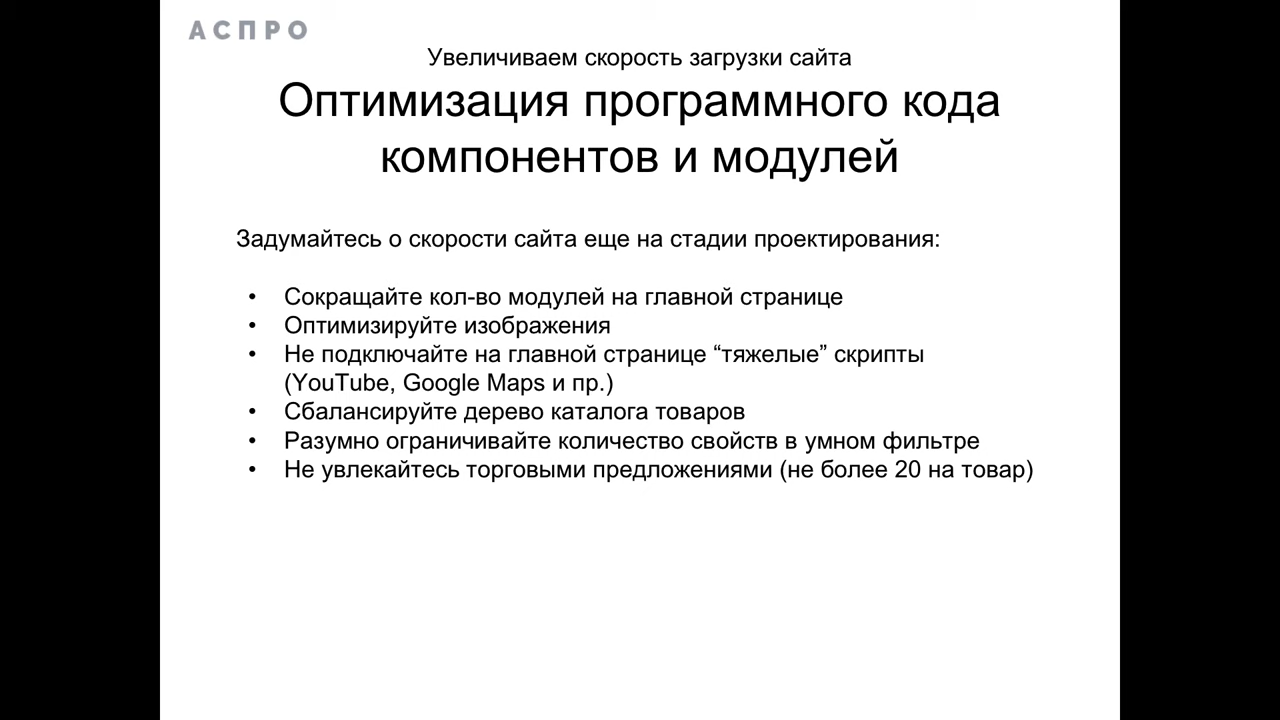 АСПРО
Увеличиваем скорость загрузки сайта
Оптимизация программного кода
компонентов и модулей
Задумайтесь о скорости сайта еще на стадии проектирования:
• Сокращайте кол-во модулей на главной странице
• Оптимизируйте изображения
• Не подключайте на главной странице “тяжелые” скрипты
(YouTube, Google Maps и пр.)
• Сбалансируйте дерево каталога товаров
• Разумно ограничивайте количество свойств в умном фильтре
• Не увлекайтесь торговыми предложениями (не более 20 на товар)